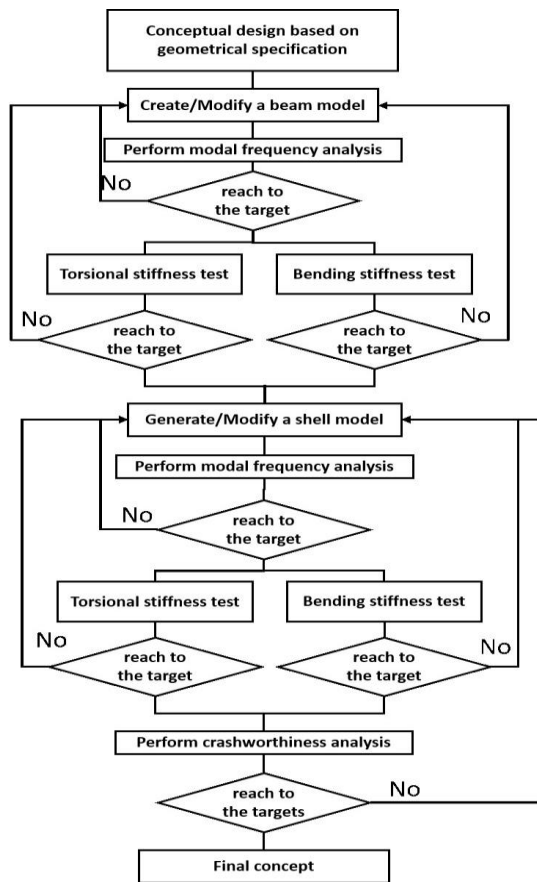 Conceptual design based on
geometrical specification
Create/Modify a beam model
Perform modal frequency analysis
No
reach to
the target
Torsional stiffness test
Bending stiffness test
No
reach to
the target
reach to
the target
No
Generate/Modify a shell model
Perform modal frequency analysis
No
reach to
the target
Torsional stiffness test
Bending stiffness test
No
reach to
the target
reach to
the target
No
Perform crashworthiness analysis
reach to
the targets
No
Final concept